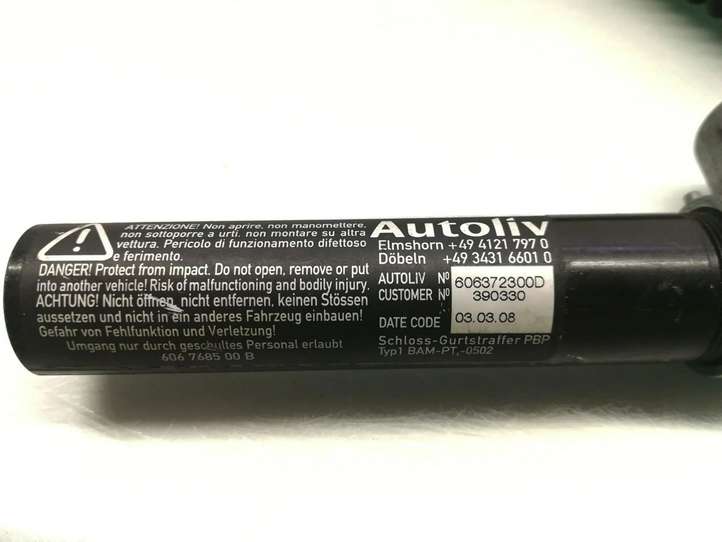 ATTENZIONE! Non aprire, non manomettere,
non sottoporre a urti. non montare su altra
vettura. Pericolo di funzionamento difettoso
e ferimento.
DANGER! Protect from impact. Do not open, remove or put
into another vehicle! Risk of malfunctioning and bodily injury.
ACHTUNG! Nicht öffnen, nicht entfernen, keinen Stössen
aussetzen und nicht in ein anderes Fahrzeug einbauen!
Gefahr von Fehlfunktion und Verletzung!
Umgang nur durch geschultes Personal erlaubt
606 7685 00 B
Autoliv
Elmshorn +49 4121 797 0
Döbeln +49 3431 6601 0
AUTOLIV Nº 606372300D
CUSTOMER Nº 390330
DATE CODE 03.03.08
Schloss-Gurtstraffer PBP
Typ1 BAM-PT,-0502